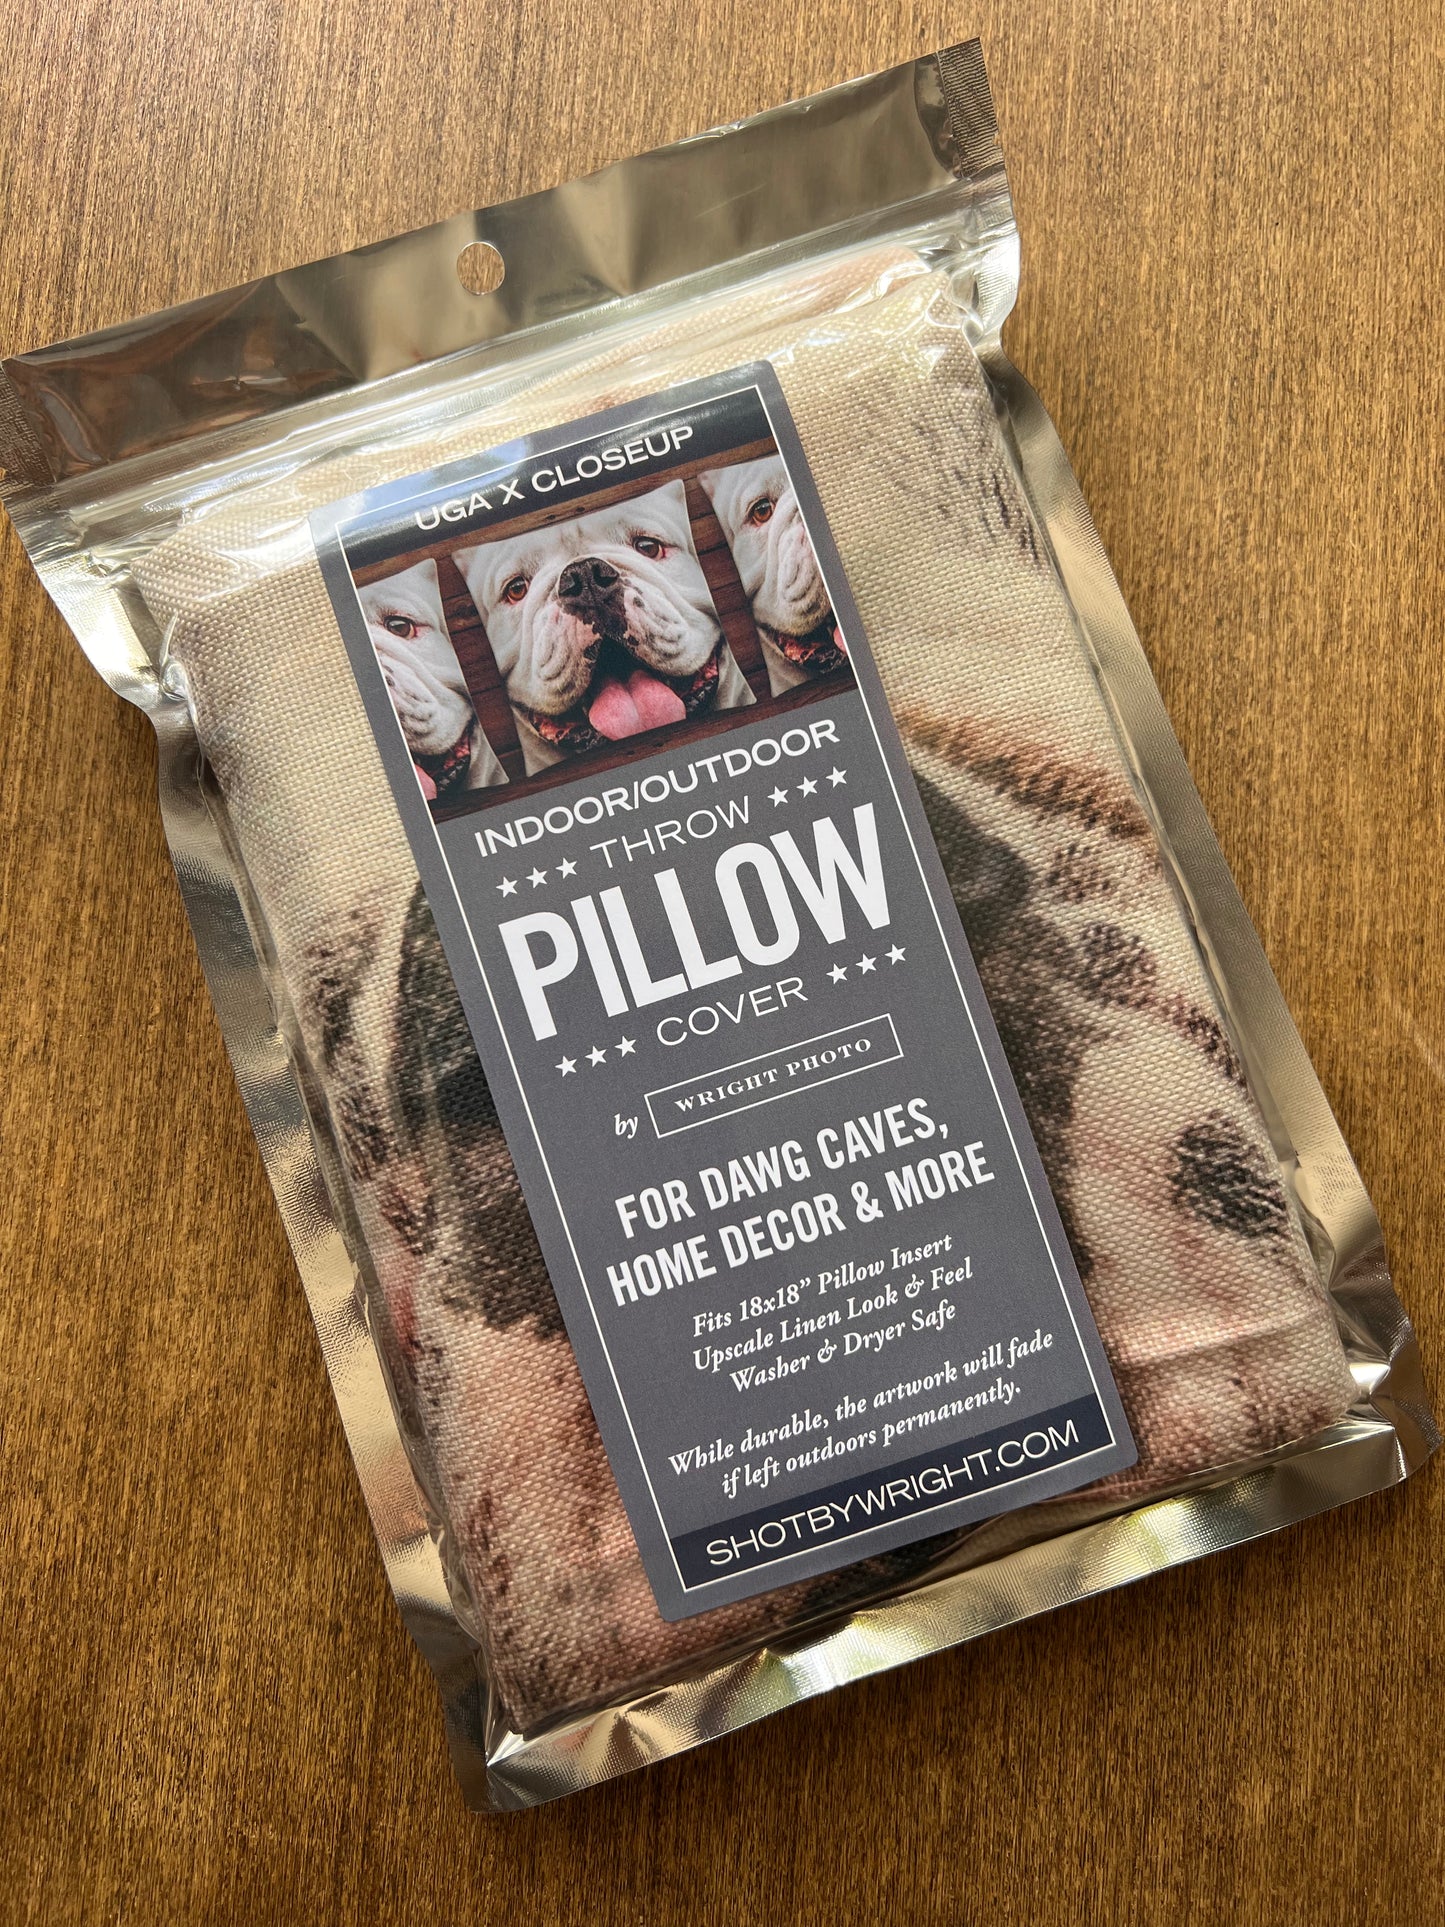 UGA X CLOSEUP
INDOOR/OUTDOOR
THROW
PILLOW
COVER
by WRIGHT PHOTO
FOR DAWG CAVES,
HOME DECOR & MORE
Fits 18x18” Pillow Insert
Upscale Linen Look & Feel
Washer & Dryer Safe
While durable, the artwork will fade
if left outdoors permanently.
SHOTBYWRIGHT.COM